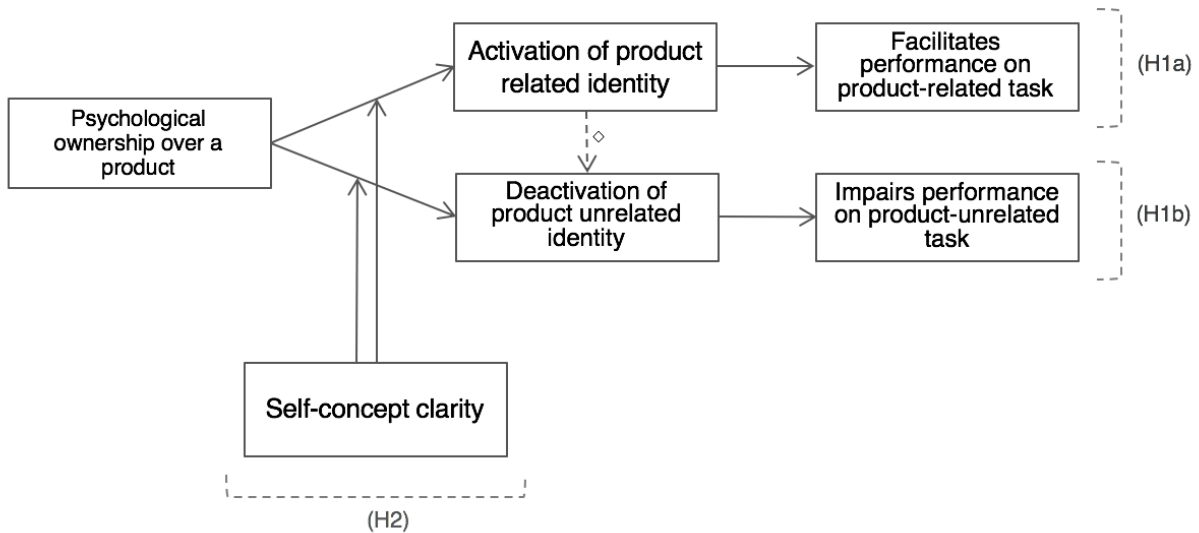 Activation of product
related identity
Facilitates
performance on
product-related task
(H1a)
Psychological
ownership over a
product
Deactivation of
product unrelated
identity
Impairs performance
on product-unrelated
task
(H1b)
Self-concept clarity
(H2)